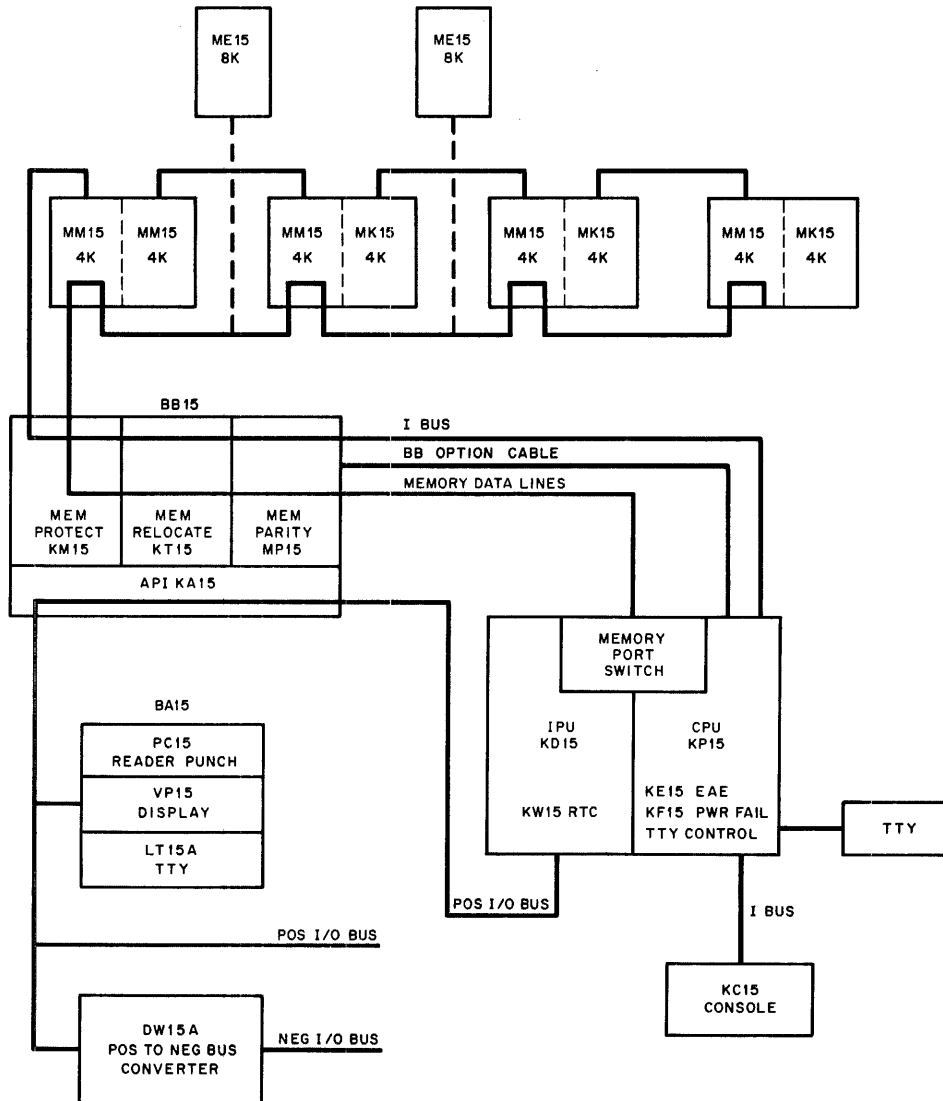 ME15
8K
ME15
8K
MM15
4K
MM15
4K
MM15
4K
MK15
4K
MM15
4K
MK15
4K
MM15
4K
MK15
4K
BB15
I BUS
BB OPTION CABLE
MEMORY DATA LINES
MEM
PROTECT
KM15
MEM
RELOCATE
KT15
MEM
PARITY
MP15
API KA15
MEMORY
PORT
SWITCH
IPU
KD15
CPU
KP15
KW15 RTC
KE15 EAE
KF15 PWR FAIL
TTY CONTROL
TTY
BA15
PC15
READER PUNCH
VP15
DISPLAY
LT15A
TTY
POS I/O BUS
I BUS
POS I/O BUS
KC15
CONSOLE
DW15A
POS TO NEG BUS
CONVERTER
NEG I/O BUS